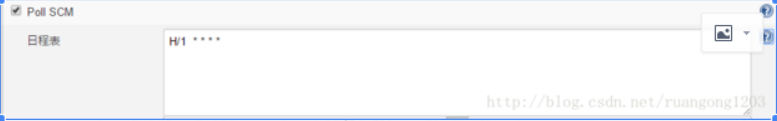 Poll SCM
日程表
H/1 * * * *
http://blog.csdn.net/ruangong1203